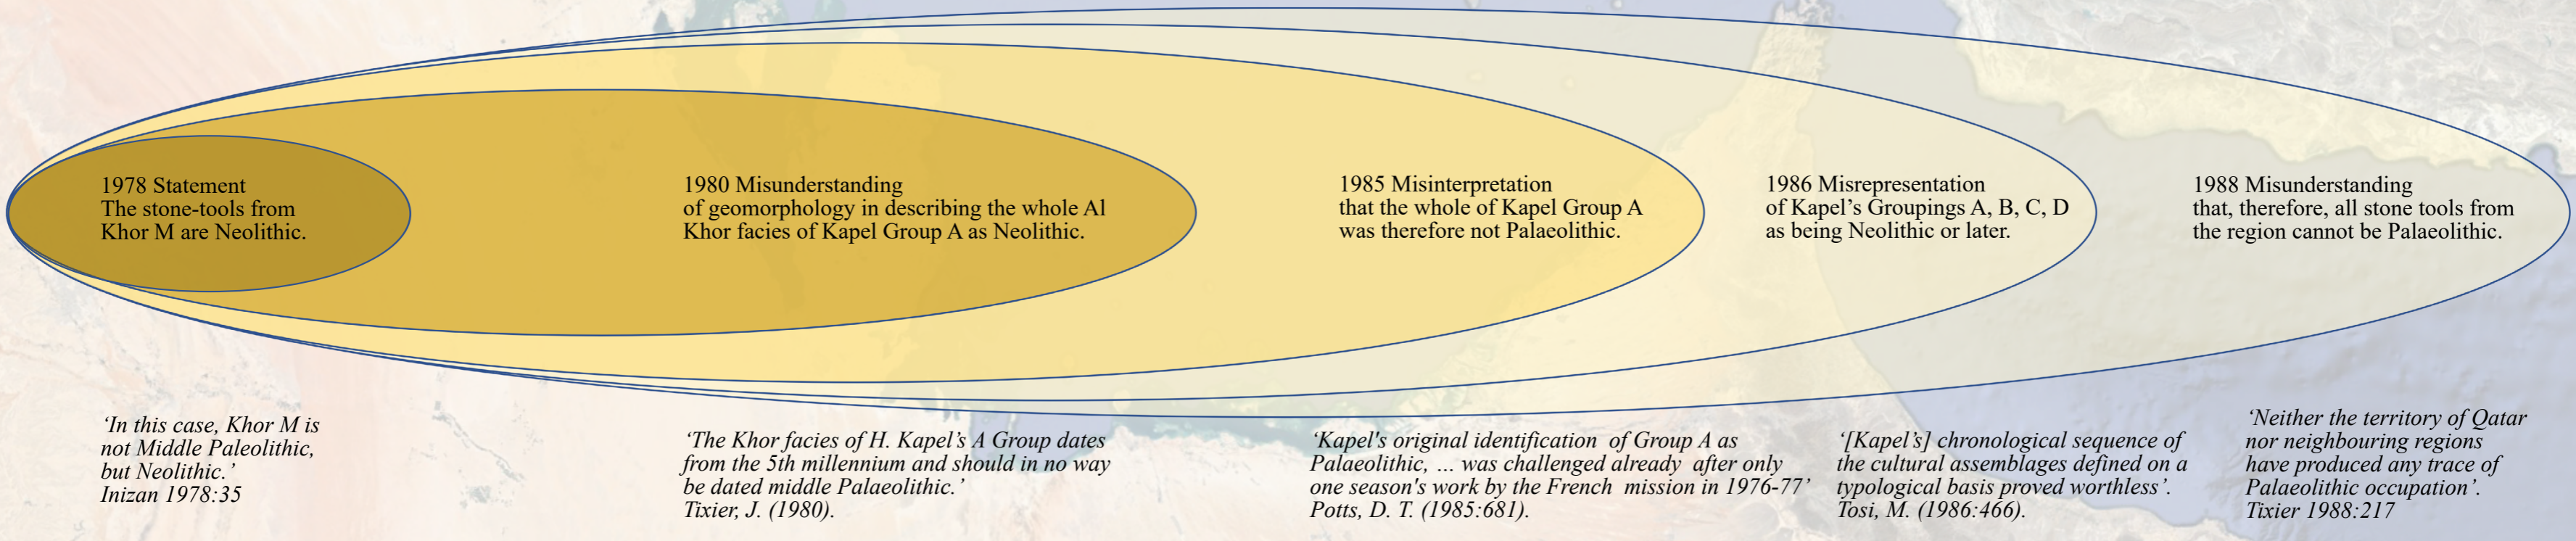 1978 Statement
The stone-tools from
Khor M are Neolithic.
1980 Misunderstanding
of geomorphology in describing the whole Al
Khor facies of Kapel Group A as Neolithic.
1985 Misinterpretation
that the whole of Kapel Group A
was therefore not Palaeolithic.
1986 Misrepresentation
of Kapel’s Groupings A, B, C, D
as being Neolithic or later.
1988 Misunderstanding
that, therefore, all stone tools from
the region cannot be Palaeolithic.
‘In this case, Khor M is
not Middle Paleolithic,
but Neolithic.’
Inizan 1978:35
‘The Khor facies of H. Kapel’s A Group dates
from the 5th millennium and should in no way
be dated middle Palaeolithic.’
Tixier, J. (1980).
‘Kapel's original identification of Group A as
Palaeolithic, ... was challenged already after only
one season's work by the French mission in 1976-77’
Potts, D. T. (1985:681).
‘[Kapel’s] chronological sequence of
the cultural assemblages defined on a
typological basis proved worthless’.
Tosi, M. (1986:466).
‘Neither the territory of Qatar
nor neighbouring regions
have produced any trace of
Palaeolithic occupation’.
Tixier 1988:217